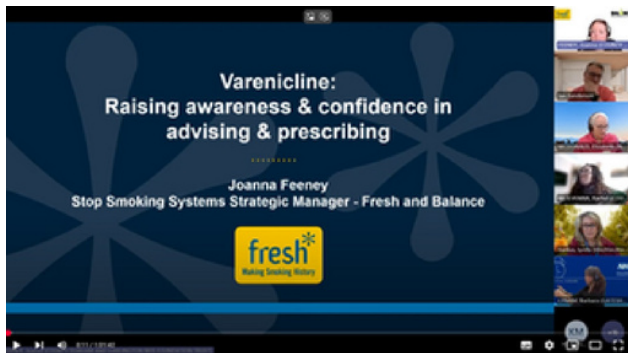 Varenicline:
Raising awareness & confidence in
advising & prescribing
Joanna Feeney
Stop Smoking Systems Strategic Manager - Fresh and Balance
fresh
Making Smoking History
KM